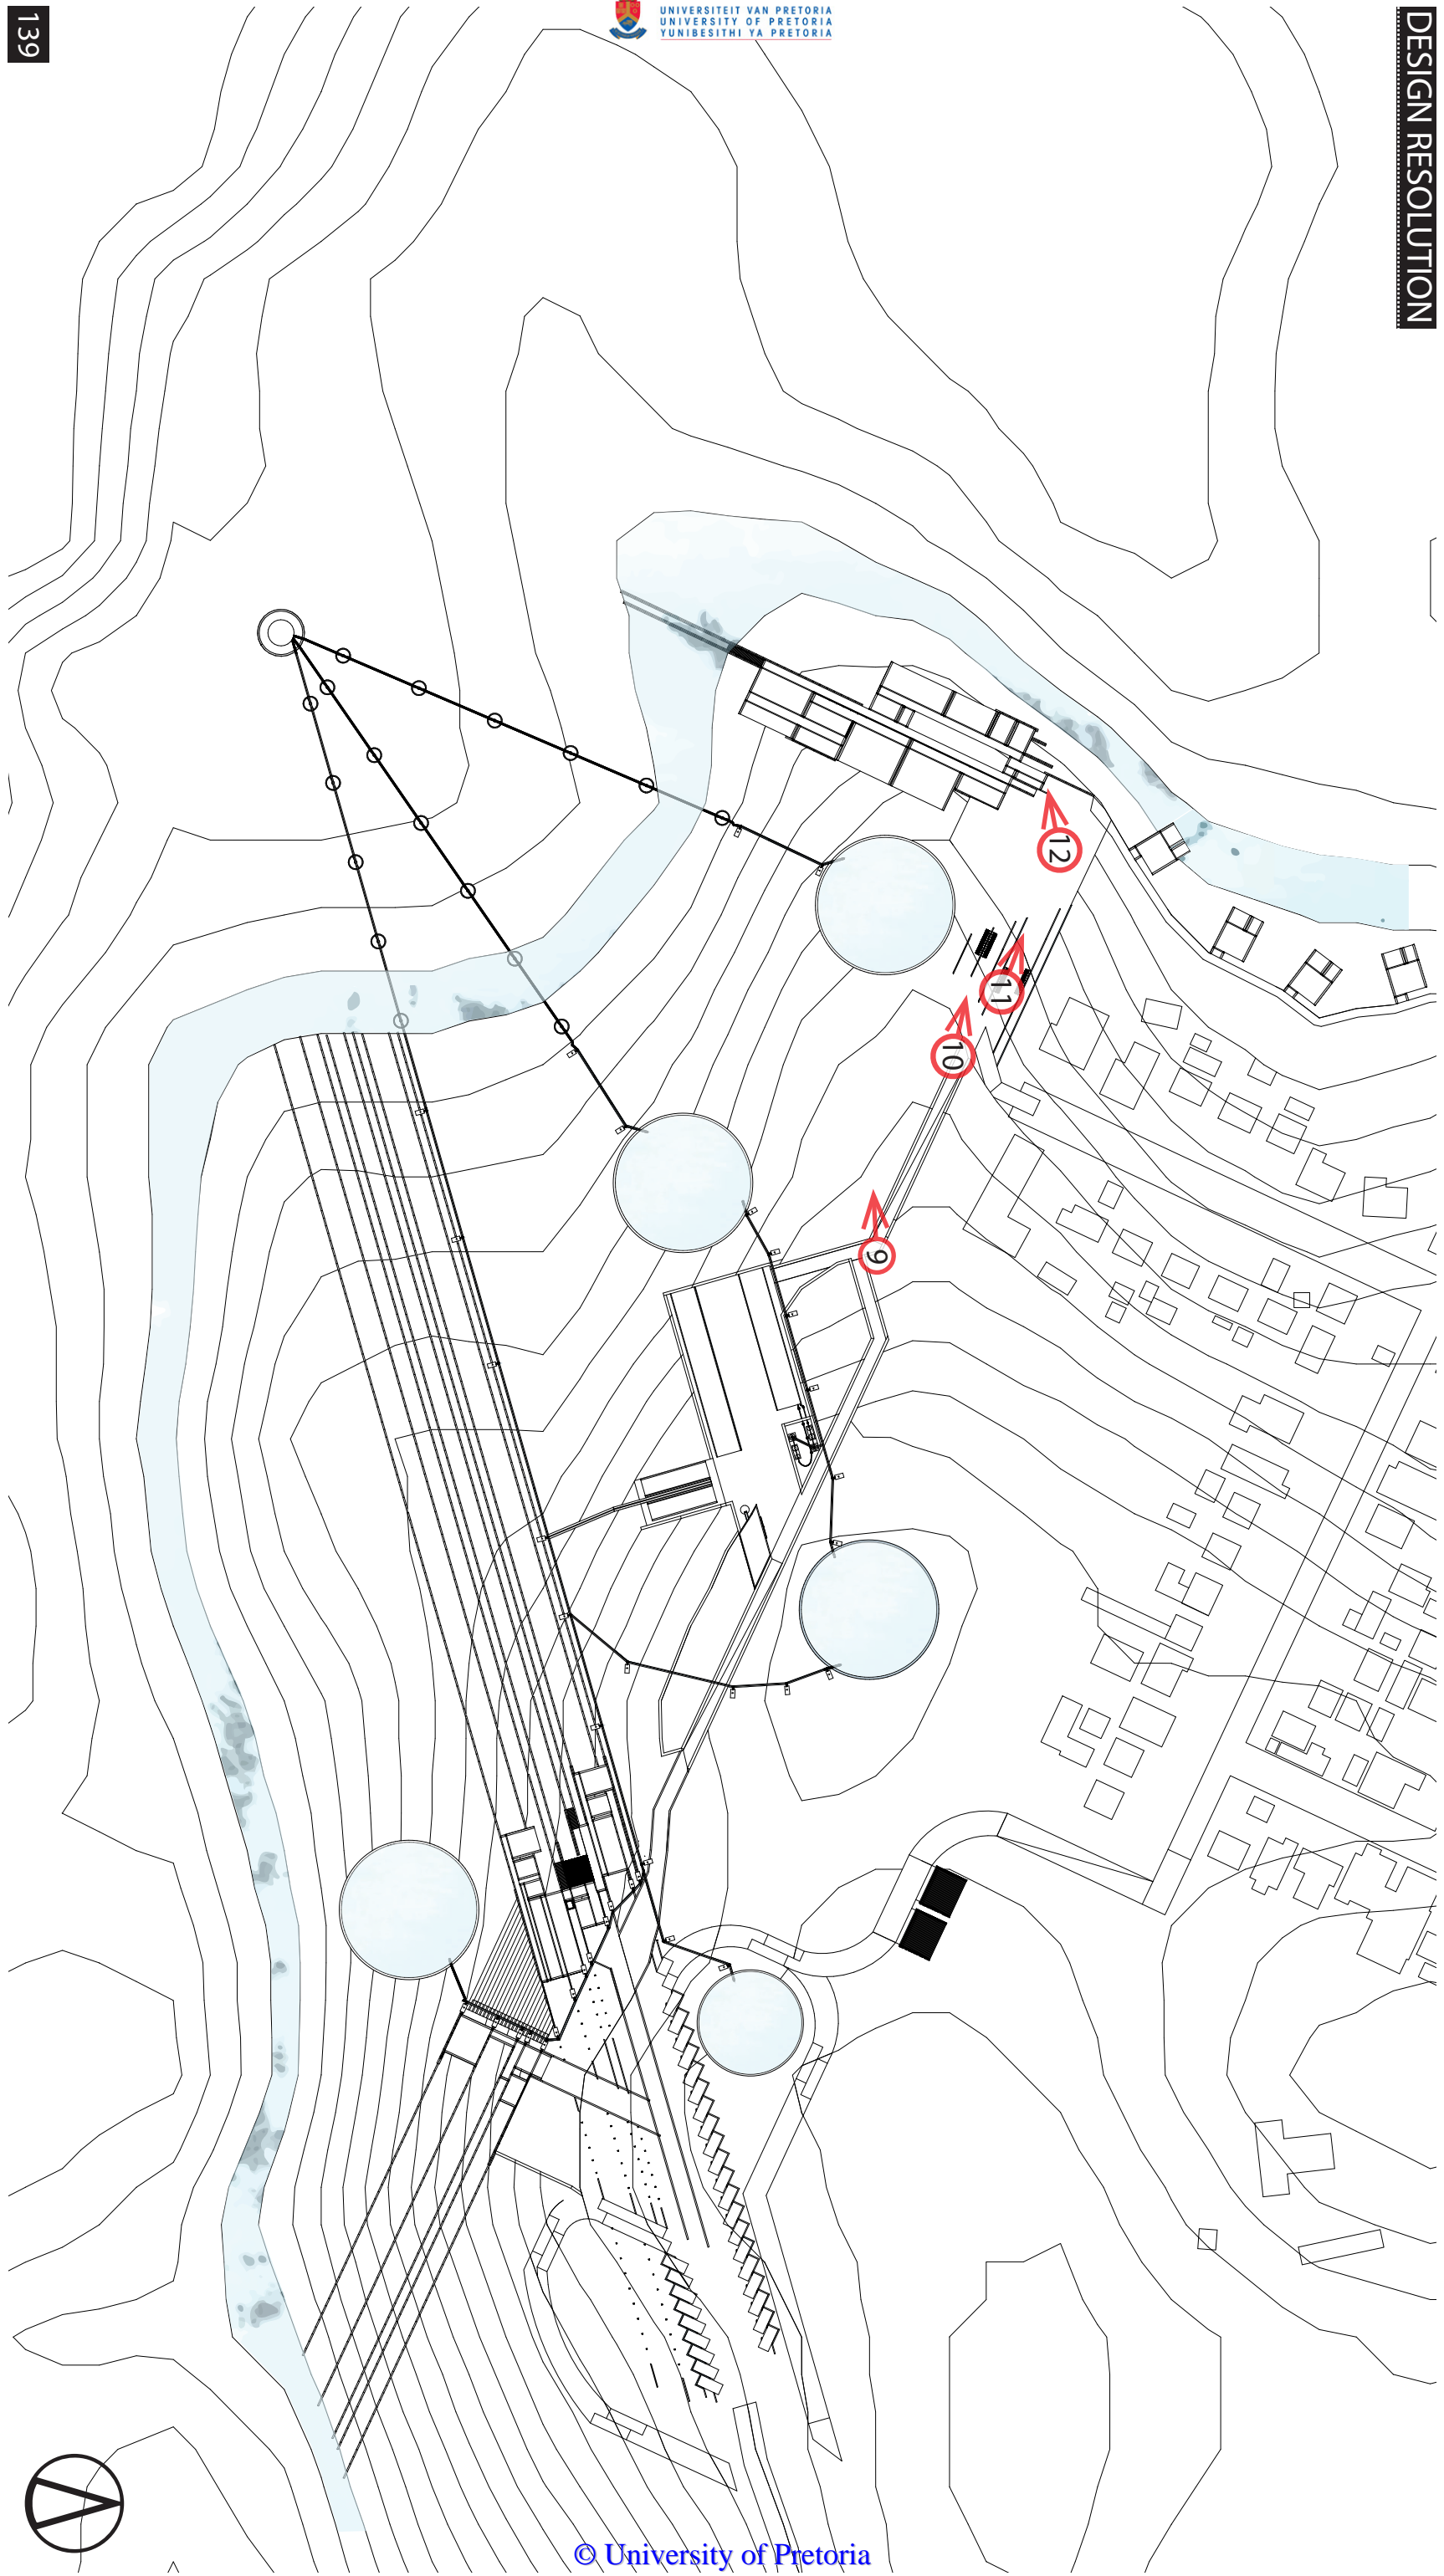 139
UNIVERSITEIT VAN PRETORIA
UNIVERSITY OF PRETORIA
YUNIBESITHI YA PRETORIA
DESIGN RESOLUTION
12
11
10
9
© University of Pretoria